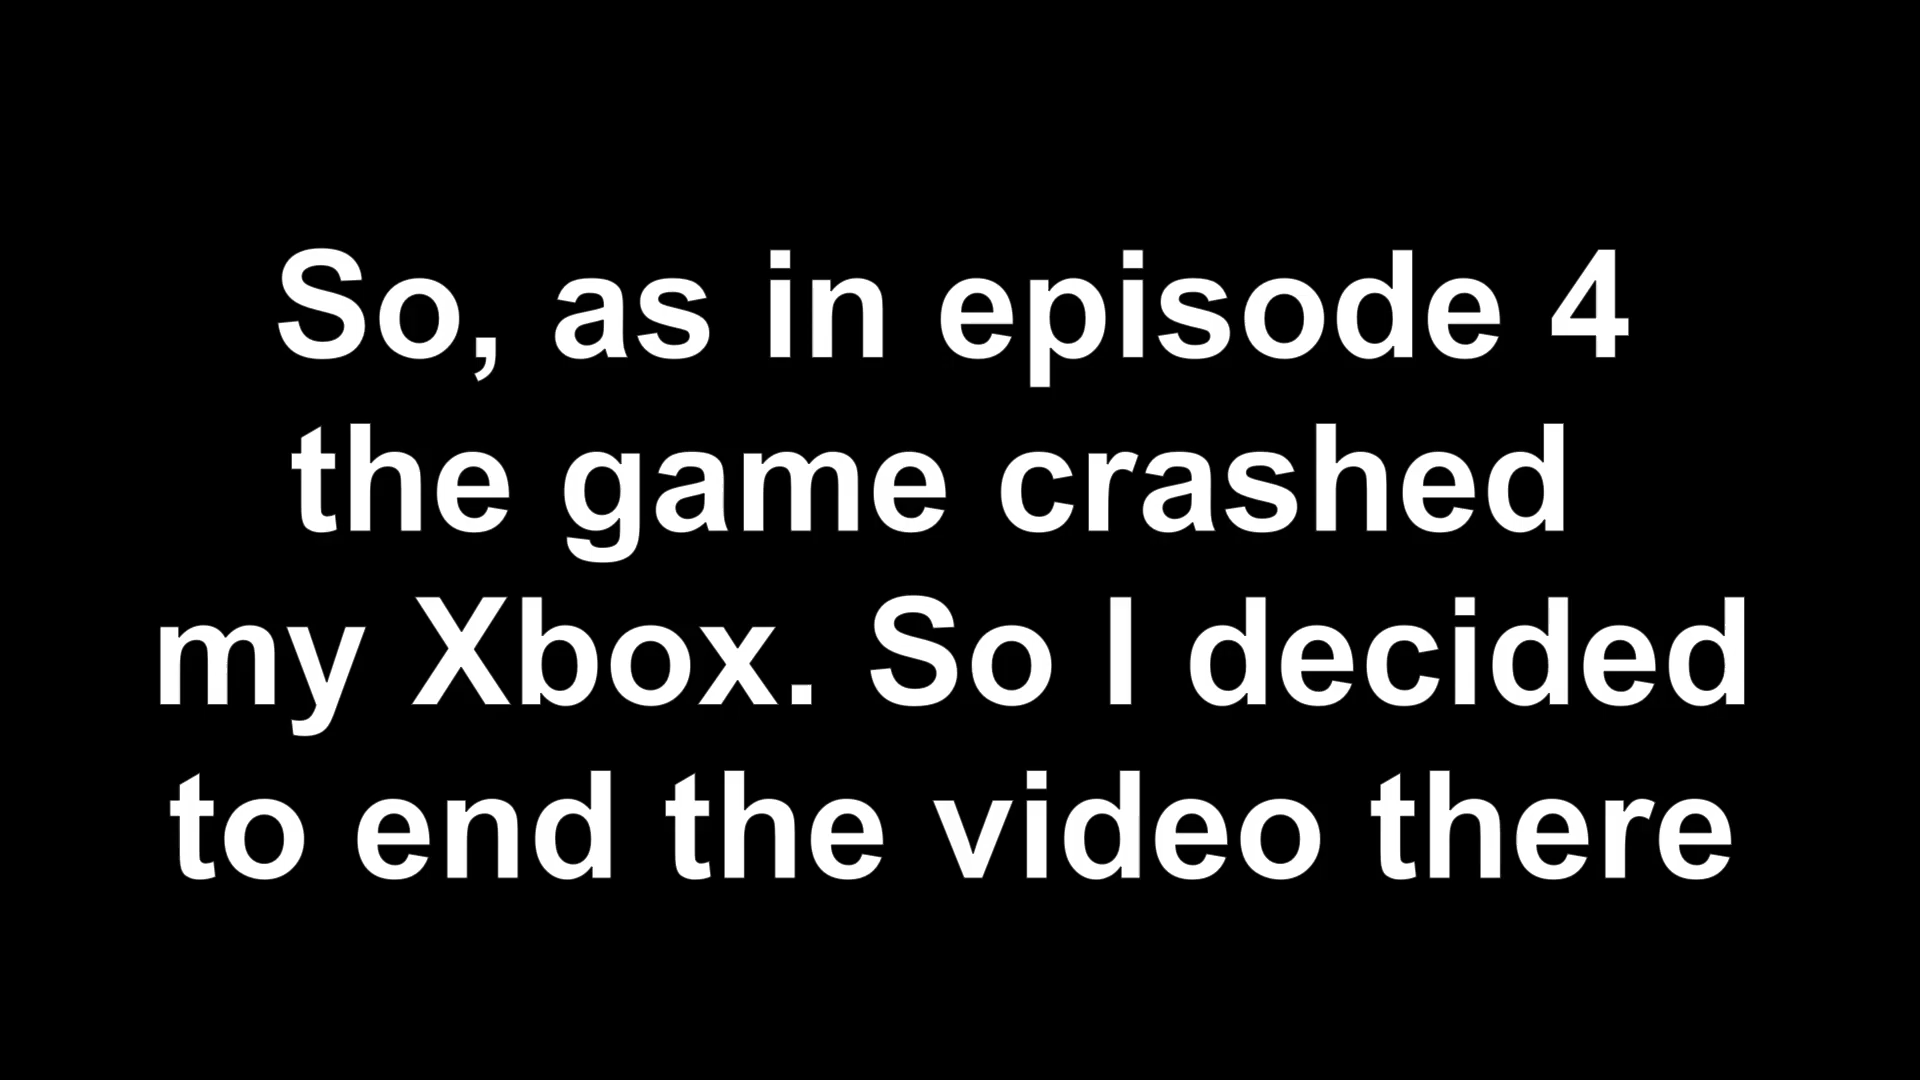 So, as in episode 4
the game crashed
my Xbox. So I decided
to end the video there